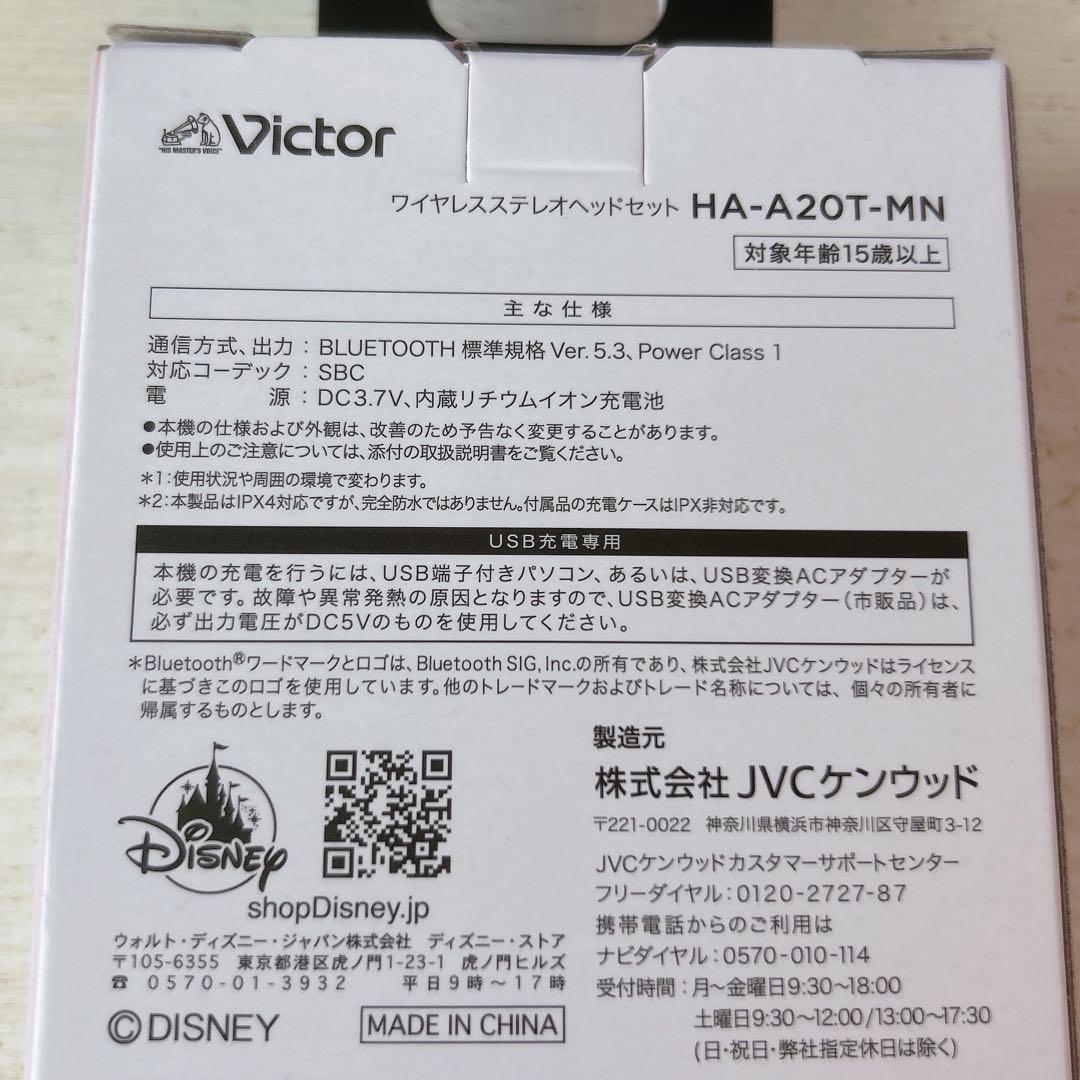 "HIS MASTER'S VOICE"
Victor
ワイヤレスステレオヘッドセット HA-A20T-MN
対象年齢15歳以上
主な仕様
通信方式、出力：BLUETOOTH 標準規格 Ver. 5.3、Power Class 1
対応コーデック：SBC
電　　　　　源：DC3.7V、内蔵リチウムイオン充電池
●本機の仕様および外観は、改善のため予告なく変更することがあります。
●使用上のご注意については、添付の取扱説明書をご覧ください。
*1：使用状況や周囲の環境で変わります。
*2：本製品はIPX4対応ですが、完全防水ではありません。付属品の充電ケースはIPX非対応です。
USB充電専用
本機の充電を行うには、USB端子付きパソコン、あるいは、USB変換ACアダプターが
必要です。故障や異常発熱の原因となりますので、USB変換ACアダプター（市販品）は、
必ず出力電圧がDC5Vのものを使用してください。
*Bluetooth®ワードマークとロゴは、Bluetooth SIG, Inc.の所有であり、株式会社JVCケンウッドはライセンス
に基づきこのロゴを使用しています。他のトレードマークおよびトレード名称については、個々の所有者に
帰属するものとします。
DISNEY
shopDisney.jp
ウォルト・ディズニー・ジャパン株式会社　ディズニー・ストア
〒105-6355　東京都港区虎ノ門1-23-1 虎ノ門ヒルズ
☎ 0570-01-3932　平日9時～17時
©DISNEY
MADE IN CHINA
製造元
株式会社 JVCケンウッド
〒221-0022　神奈川県横浜市神奈川区守屋町3-12
JVCケンウッドカスタマーサポートセンター
フリーダイヤル：0120-2727-87
携帯電話からのご利用は
ナビダイヤル：0570-010-114
受付時間：月～金曜日9:30～18:00
土曜日9:30～12:00/13:00～17:30
(日・祝日・弊社指定休日は除く)